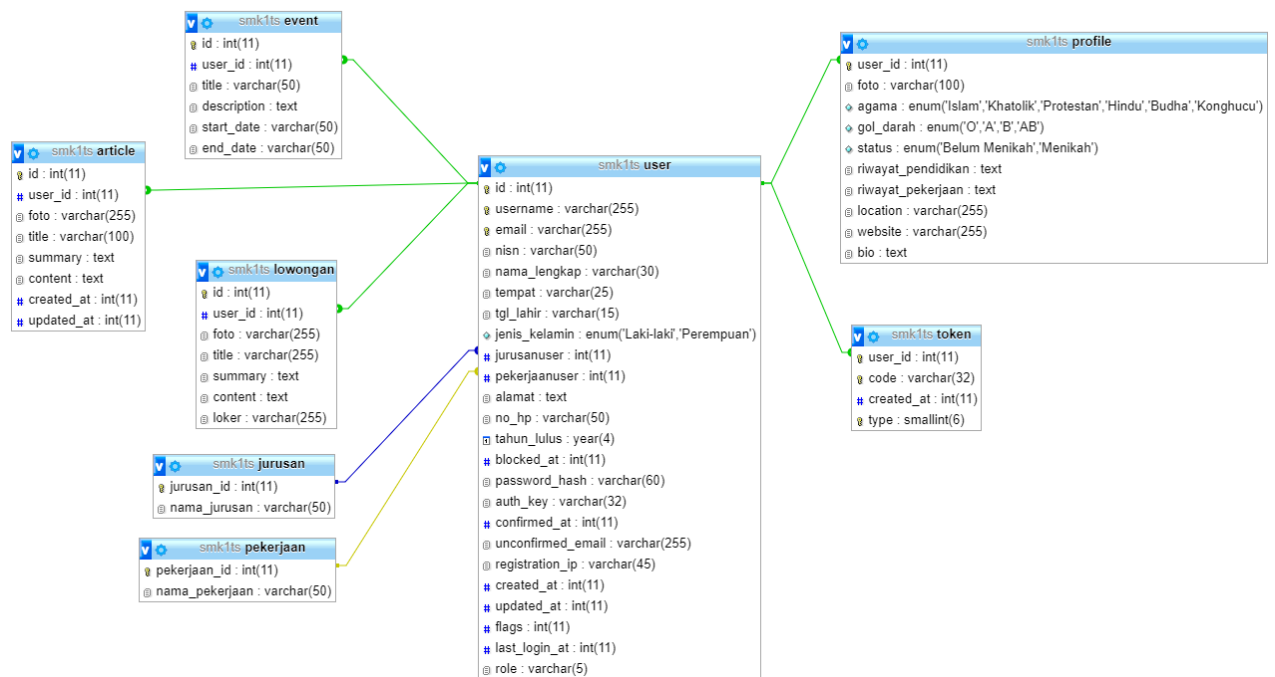 smk1ts event
id : int(11)
user_id : int(11)
title : varchar(50)
description : text
start_date : varchar(50)
end_date : varchar(50)
smk1ts article
id : int(11)
user_id : int(11)
foto : varchar(255)
title : varchar(100)
summary : text
content : text
created_at : int(11)
updated_at : int(11)
smk1ts lowongan
id : int(11)
user_id : int(11)
foto : varchar(255)
title : varchar(255)
summary : text
content : text
loker : varchar(255)
smk1ts jurusan
jurusan_id : int(11)
nama_jurusan : varchar(50)
smk1ts pekerjaan
pekerjaan_id : int(11)
nama_pekerjaan : varchar(50)
smk1ts user
id : int(11)
username : varchar(255)
email : varchar(255)
nisn : varchar(50)
nama_lengkap : varchar(30)
tempat : varchar(25)
tgl_lahir : varchar(15)
jenis_kelamin : enum('Laki-laki','Perempuan')
jurusanuser : int(11)
pekerjaanuser : int(11)
alamat : text
no_hp : varchar(50)
tahun_lulus : year(4)
blocked_at : int(11)
password_hash : varchar(60)
auth_key : varchar(32)
confirmed_at : int(11)
unconfirmed_email : varchar(255)
registration_ip : varchar(45)
created_at : int(11)
updated_at : int(11)
flags : int(11)
last_login_at : int(11)
role : varchar(5)
smk1ts profile
user_id : int(11)
foto : varchar(100)
agama : enum('Islam','Khatolik','Protestan','Hindu','Budha','Konghucu')
gol_darah : enum('O','A','B','AB')
status : enum('Belum Menikah','Menikah')
riwayat_pendidikan : text
riwayat_pekerjaan : text
location : varchar(255)
website : varchar(255)
bio : text
smk1ts token
user_id : int(11)
code : varchar(32)
created_at : int(11)
type : smallint(6)